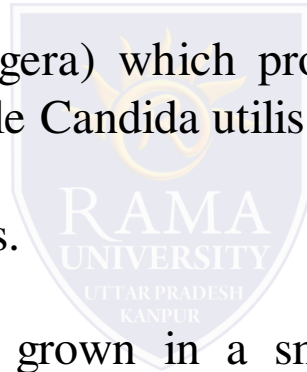 gera) which pro
le Candida utilis
RAMA
UNIVERSITY
s.
UTTAR PRADESH
KANPUR
grown in a sm